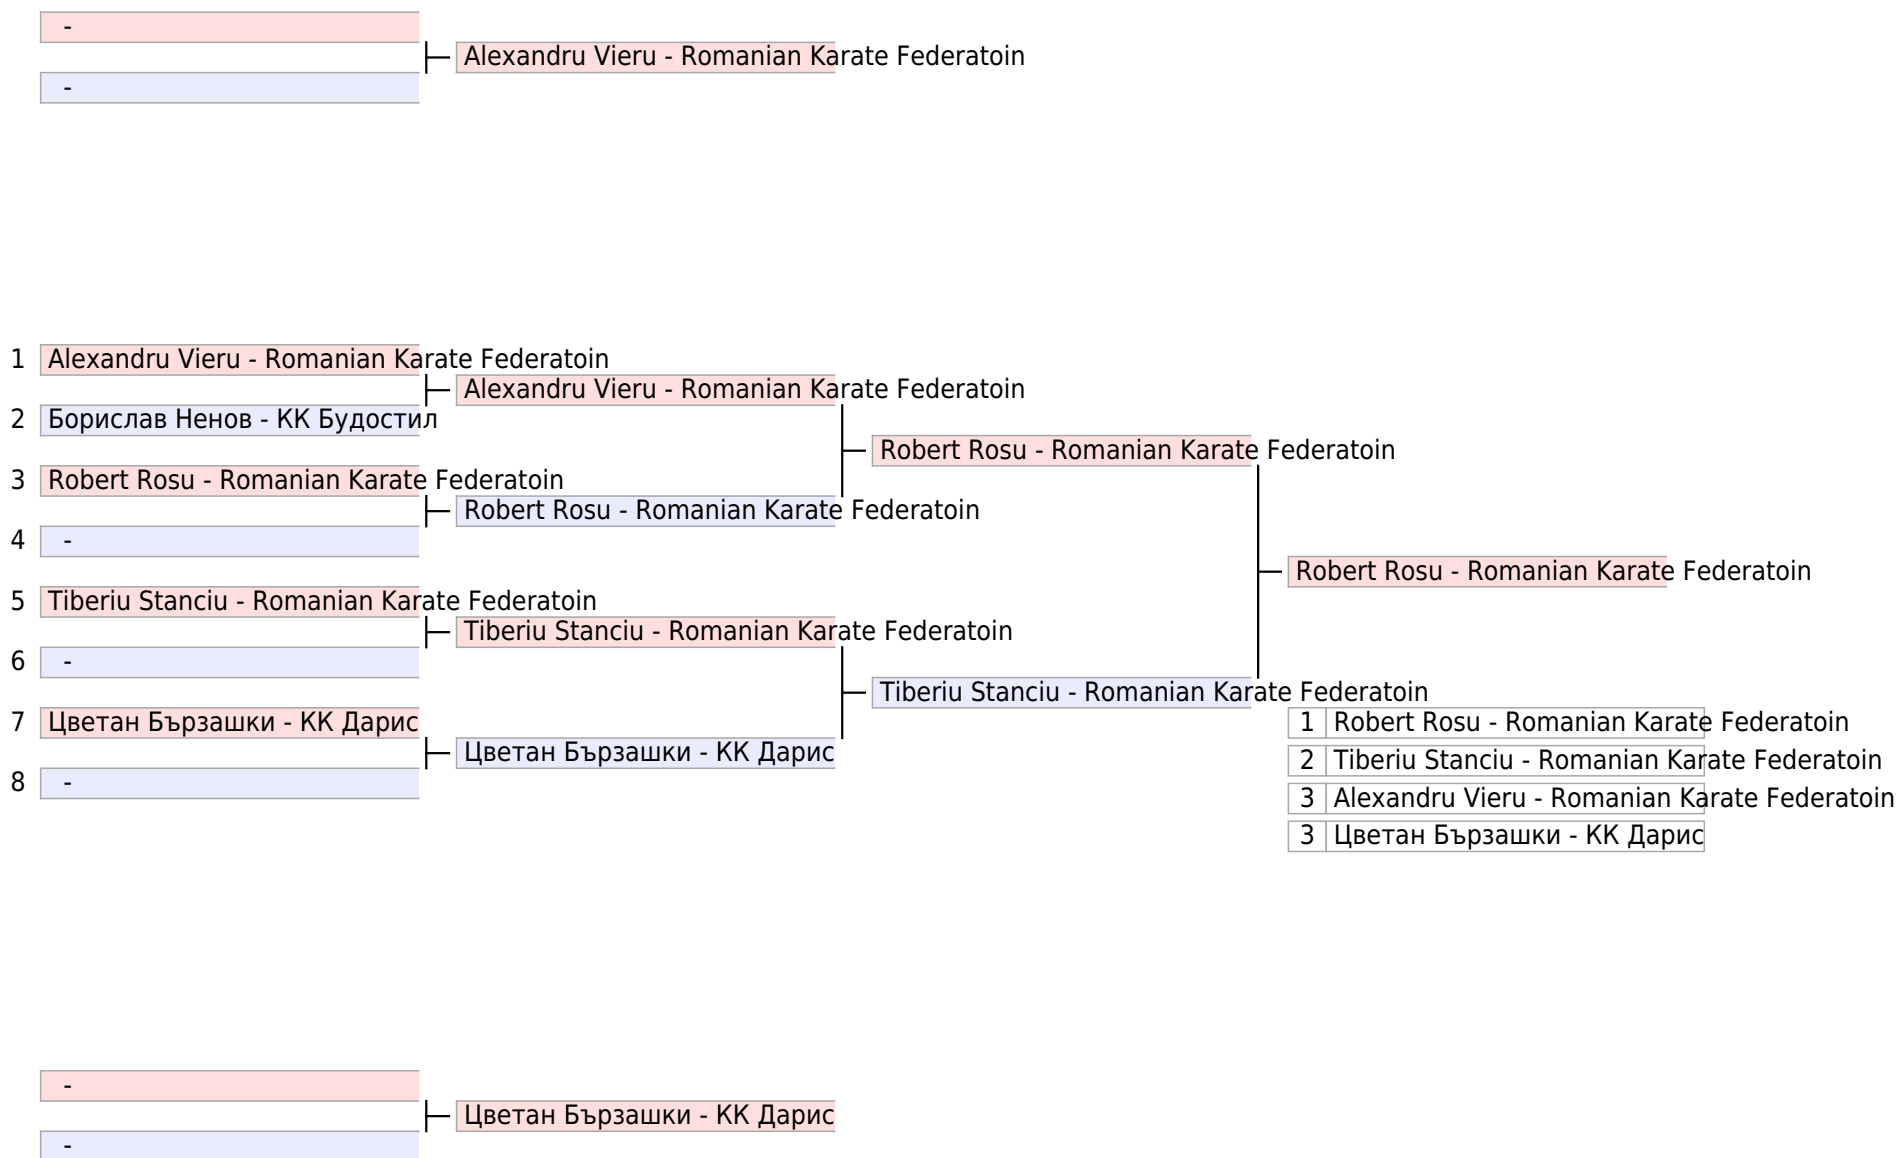 -
Alexandru Vieru - Romanian Karate Federatoin
-
1 Alexandru Vieru - Romanian Karate Federatoin
Alexandru Vieru - Romanian Karate Federatoin
2 Борислав Ненов - КК Будостил
Robert Rosu - Romanian Karate Federatoin
3 Robert Rosu - Romanian Karate Federatoin
Robert Rosu - Romanian Karate Federatoin
4 -
Robert Rosu - Romanian Karate Federatoin
5 Tiberiu Stanciu - Romanian Karate Federatoin
Tiberiu Stanciu - Romanian Karate Federatoin
6 -
Tiberiu Stanciu - Romanian Karate Federatoin
7 Цветан Бързашки - КК Дарис
Цветан Бързашки - КК Дарис
8 -
1 Robert Rosu - Romanian Karate Federatoin
2 Tiberiu Stanciu - Romanian Karate Federatoin
3 Alexandru Vieru - Romanian Karate Federatoin
3 Цветан Бързашки - КК Дарис
-
Цветан Бързашки - КК Дарис
-